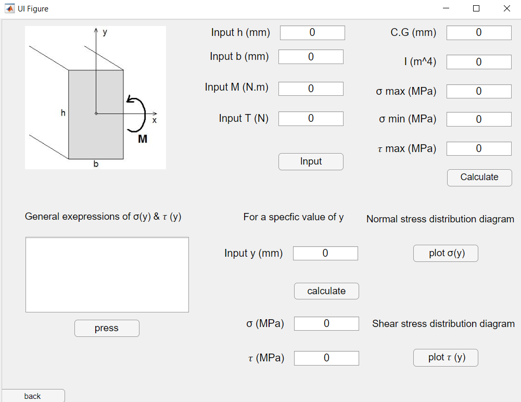 UI Figure
y
h
x
M
b
Input h (mm) 0
Input b (mm) 0
Input M (N.m) 0
Input T (N) 0
Input
C.G (mm) 0
I (m^4) 0
σ max (MPa) 0
σ min (MPa) 0
τ max (MPa) 0
Calculate
General exepressions of σ(y) & τ (y)
press
For a specfic value of y
Input y (mm) 0
calculate
σ (MPa) 0
τ (MPa) 0
Normal stress distribution diagram
plot σ(y)
Shear stress distribution diagram
plot τ (y)
back